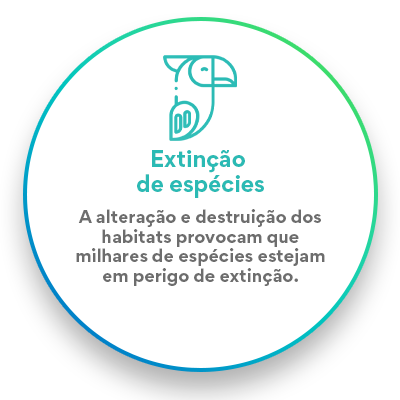 Extinção
de espécies
A alteração e destruição dos
habitats provocam que
milhares de espécies estejam
em perigo de extinção.